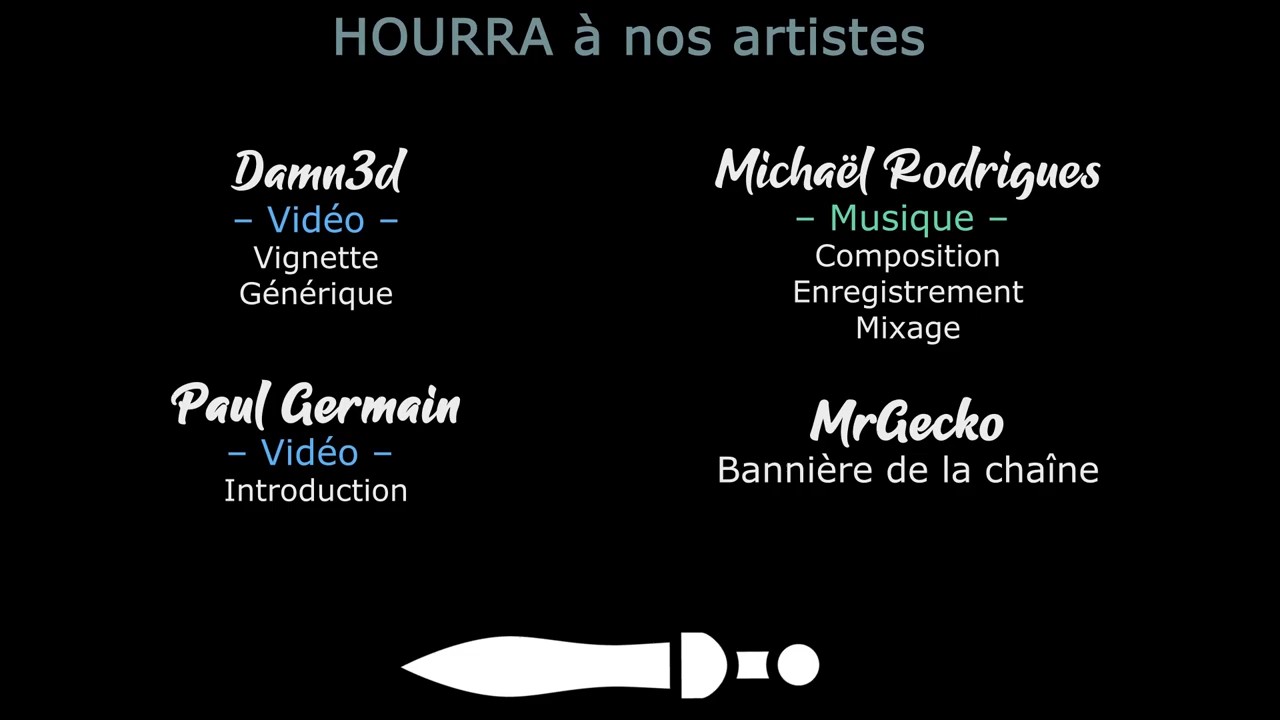 HOURRA à nos artistes
Damn3d
– Vidéo –
Vignette
Générique
Michaël Rodrigues
– Musique –
Composition
Enregistrement
Mixage
Paul Germain
– Vidéo –
Introduction
MrGecko
Bannière de la chaîne